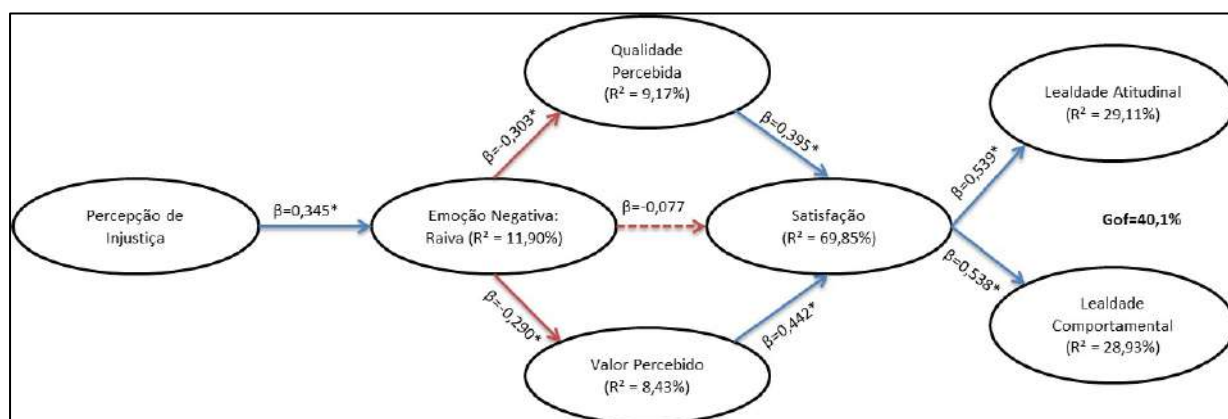 Percepção de
Injustiça
β=0,345*
Emoção Negativa:
Raiva (R² = 11,90%)
β=-0,303*
Qualidade
Percebida
(R² = 9,17%)
β=0,395*
β=-0,077
Satisfação
(R² = 69,85%)
β=-0,290*
Valor Percebido
(R² = 8,43%)
β=0,442*
β=0,539*
Lealdade Atitudinal
(R² = 29,11%)
Gof=40,1%
β=0,538*
Lealdade
Comportamental
(R² = 28,93%)